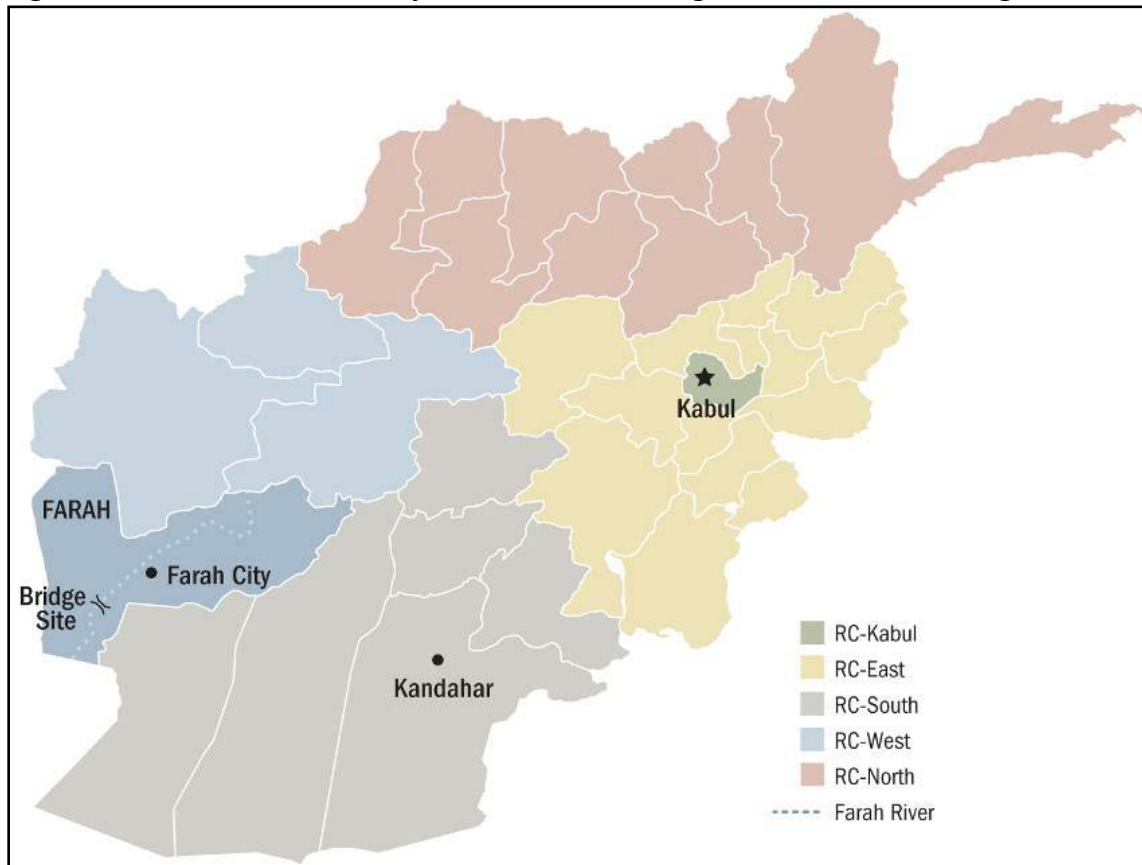 Kabul
FARAH
Farah City
Bridge
Site
Kandahar
RC-Kabul
RC-East
RC-South
RC-West
RC-North
Farah River